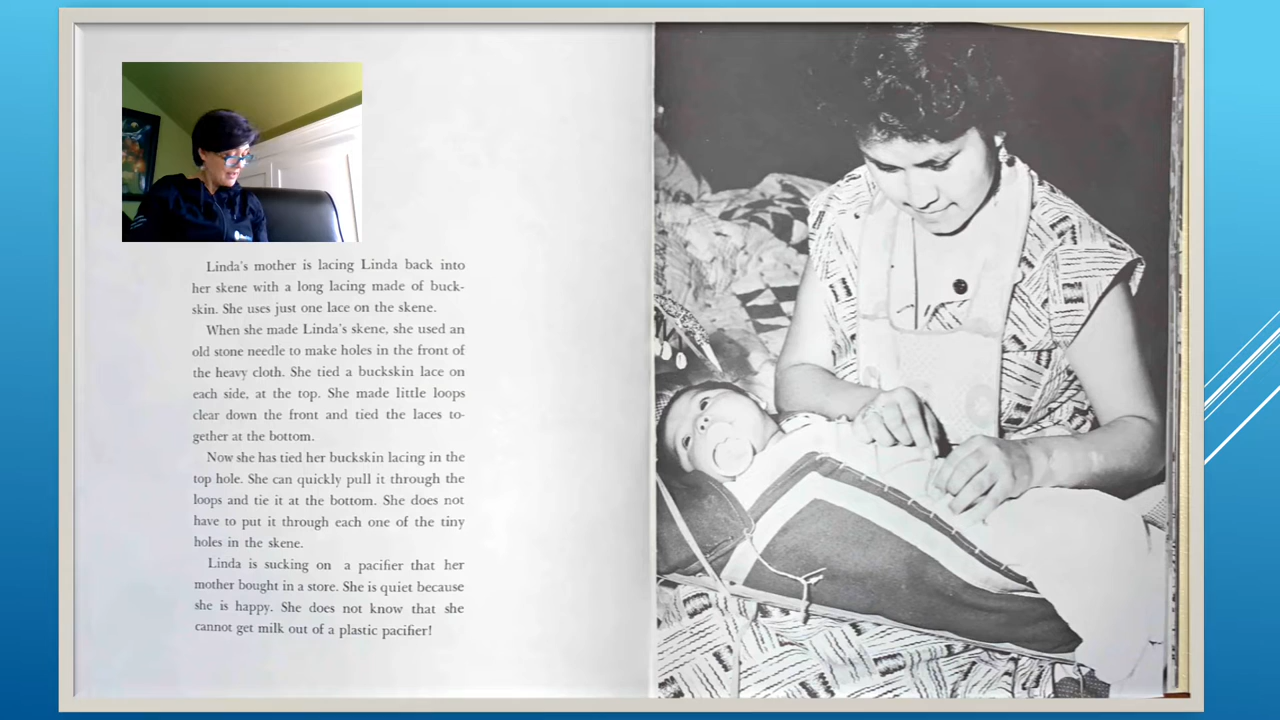 Linda's mother is lacing Linda back into
her skene with a long lacing made of buck-
skin. She uses just one lace on the skene.
When she made Linda's skene, she used an
old stone needle to make holes in the front of
the heavy cloth. She tied a buckskin lace on
each side, at the top. She made little loops
clear down the front and tied the laces to-
gether at the bottom.
Now she has tied her buckskin lacing in the
top hole. She can quickly pull it through the
loops and tie it at the bottom. She does not
have to put it through each one of the tiny
holes in the skene.
Linda is sucking on a pacifier that her
mother bought in a store. She is quiet because
she is happy. She does not know that she
cannot get milk out of a plastic pacifier!